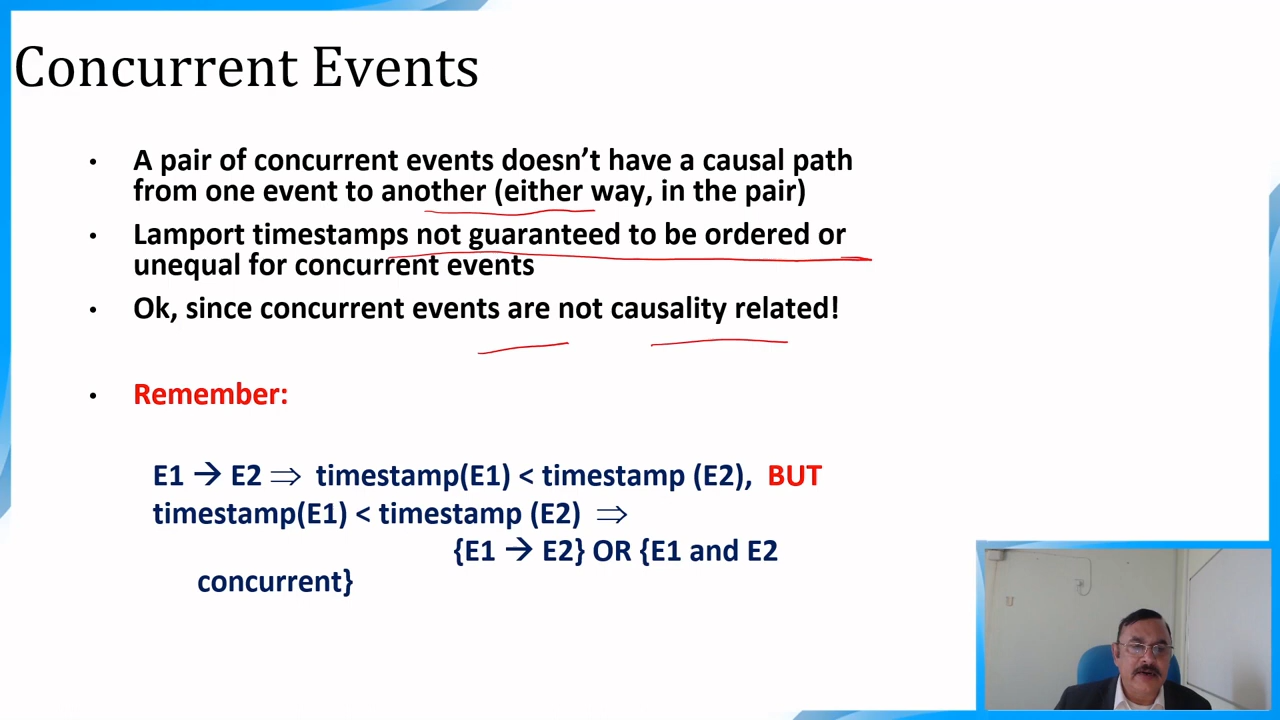 Concurrent Events
• A pair of concurrent events doesn’t have a causal path
from one event to another (either way, in the pair)
• Lamport timestamps not guaranteed to be ordered or
unequal for concurrent events
• Ok, since concurrent events are not causality related!
• Remember:
E1 → E2 ⇒ timestamp(E1) < timestamp (E2), BUT
timestamp(E1) < timestamp (E2) ⇒
{E1 → E2} OR {E1 and E2
concurrent}